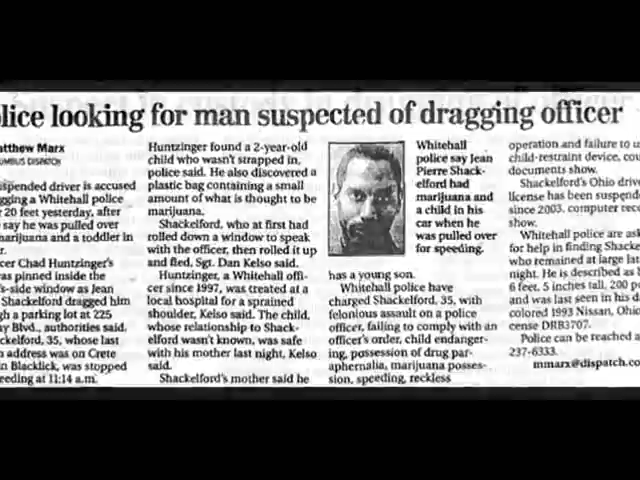 lice looking for man suspected of dragging officer
atthew Marx
UMBUS DISPATCH
uspended driver is accused
gging a Whitehall police
r 20 feet yesterday, after
say he was pulled over
arijuana and a toddler in
r.
cer Chad Huntzinger's
as pinned inside the
's-side window as Jean
Shackelford dragged him
gh a parking lot at 225
ay Blvd., authorities said.
ckelford, 35, whose last
n address was on Crete
in Blacklick, was stopped
eeding at 11:14 a.m.
Huntzinger found a 2-year-old
child who wasn't strapped in,
police said. He also discovered a
plastic bag containing a small
amount of what is thought to be
marijuana.
Shackelford, who at first had
rolled down a window to speak
with the officer, then rolled it up
and fled, Sgt. Dan Kelso said.
Huntzinger, a Whitehall offi-
cer since 1997, was treated at a
local hospital for a sprained
shoulder, Kelso said. The child,
whose relationship to Shack-
elford wasn't known, was safe
with his mother last night, Kelso
said.
Shackelford's mother said he
Whitehall
police say Jean
Pierre Shack-
elford had
marijuana and
a child in his
car when he
was pulled over
for speeding.
has a young son.
Whitehall police have
charged Shackelford, 35, with
felonious assault on a police
officer, failing to comply with an
officer's order, child endanger-
ing, possession of drug par-
aphernalia, marijuana posses-
sion, speeding, reckless
operation and failure to u
child-restraint device, cou
documents show.
Shackelford's Ohio drive
license has been suspende
since 2003, computer reco
show.
Whitehall police are ask
for help in finding Shacke
who remained at large lat
night. He is described as b
6 feet, 5 inches tall, 200 po
and was last seen in his d
colored 1993 Nissan, Ohio
cense DRB3707.
Police can be reached a
237-6333.
mmarx@dispatch.co